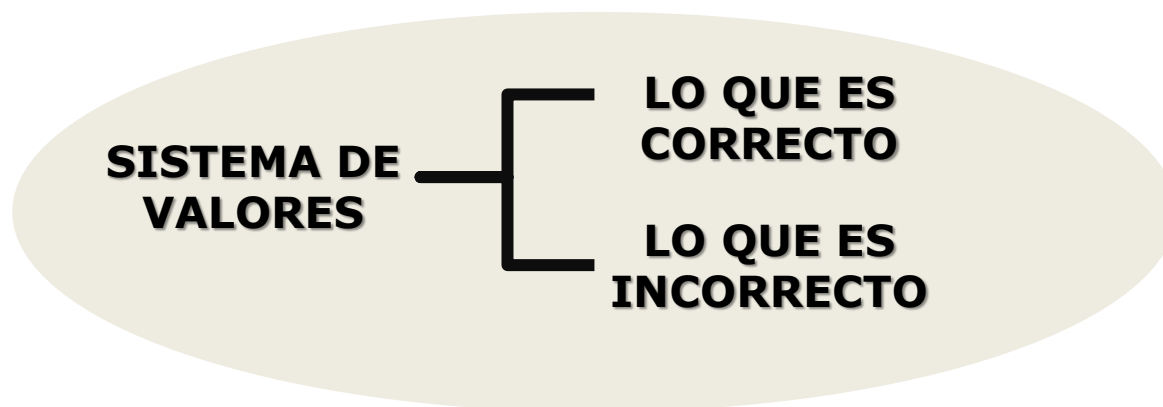 SISTEMA DE
VALORES
LO QUE ES
CORRECTO
LO QUE ES
INCORRECTO